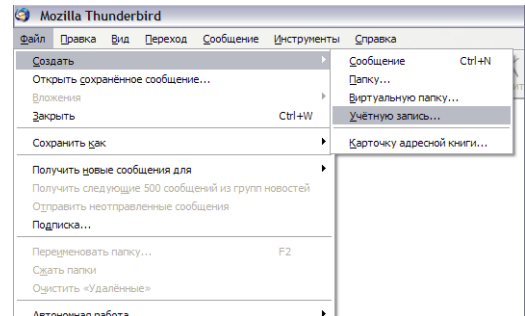 Mozilla Thunderbird
Файл Правка Вид Переход Сообщение Инструменты Справка
Создать
Открыть сохранённое сообщение...
Вложения
Закрыть Ctrl+W
Сохранить как
Получить новые сообщения для
Получить следующие 500 сообщений из групп новостей
Отправить неотправленные сообщения
Подписка...
Переименовать папку... F2
Сжать папки
Очистить «Удалённые»
Автономная работа
Сообщение Ctrl+N
Папку...
Виртуальную папку...
Учётную запись...
Карточку адресной книги...